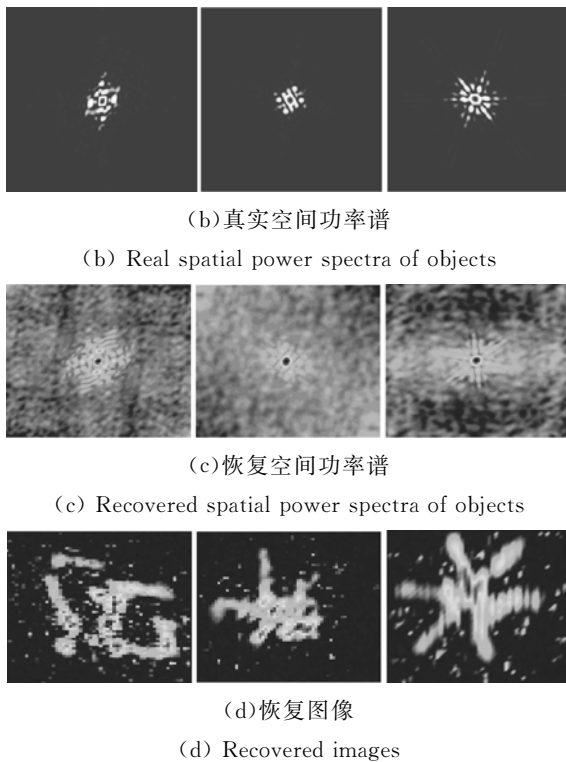 (b)真实空间功率谱
(b) Real spatial power spectra of objects
(c)恢复空间功率谱
(c) Recovered spatial power spectra of objects
(d)恢复图像
(d) Recovered images